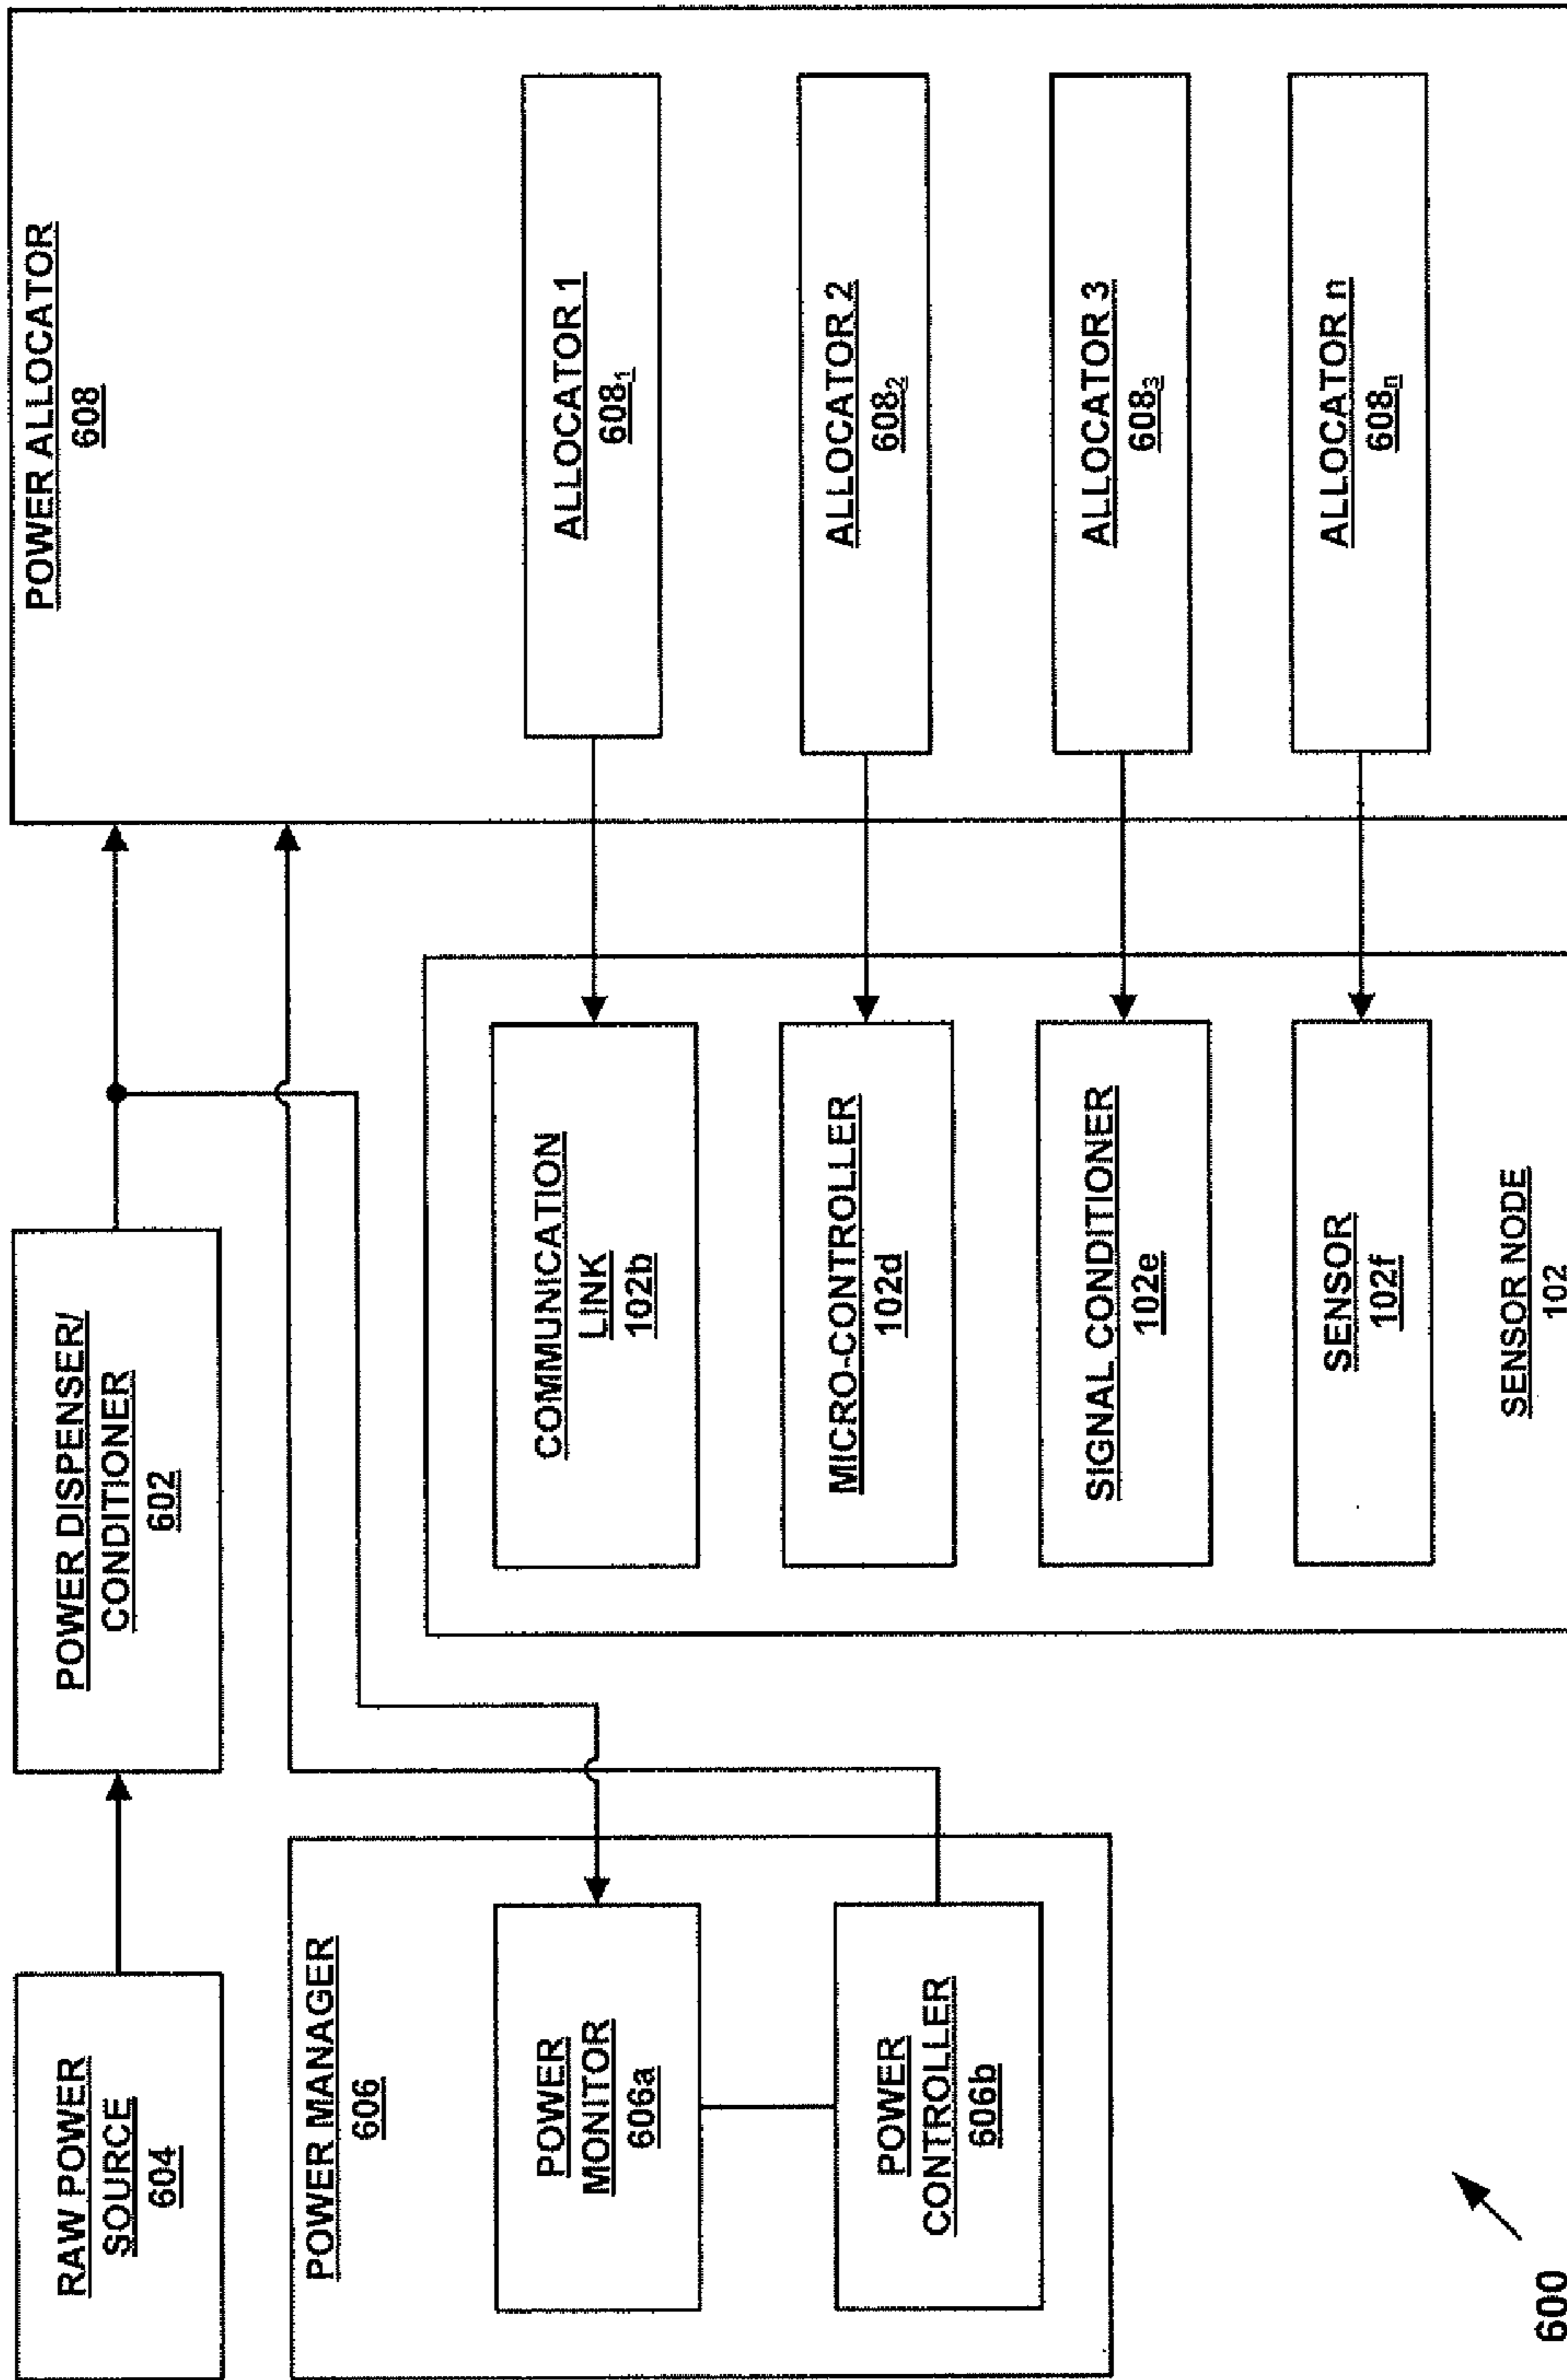 RAW POWER
SOURCE
604
POWER DISPENSER/
CONDITIONER
602
POWER ALLOCATOR
608
POWER MANAGER
606
POWER
MONITOR
606a
POWER
CONTROLLER
606b
COMMUNICATION
LINK
102b
MICRO-CONTROLLER
102d
SIGNAL CONDITIONER
102e
SENSOR
102f
SENSOR NODE
102
ALLOCATOR 1
608₁
ALLOCATOR 2
608₂
ALLOCATOR 3
608₃
ALLOCATOR n
608ₙ
600